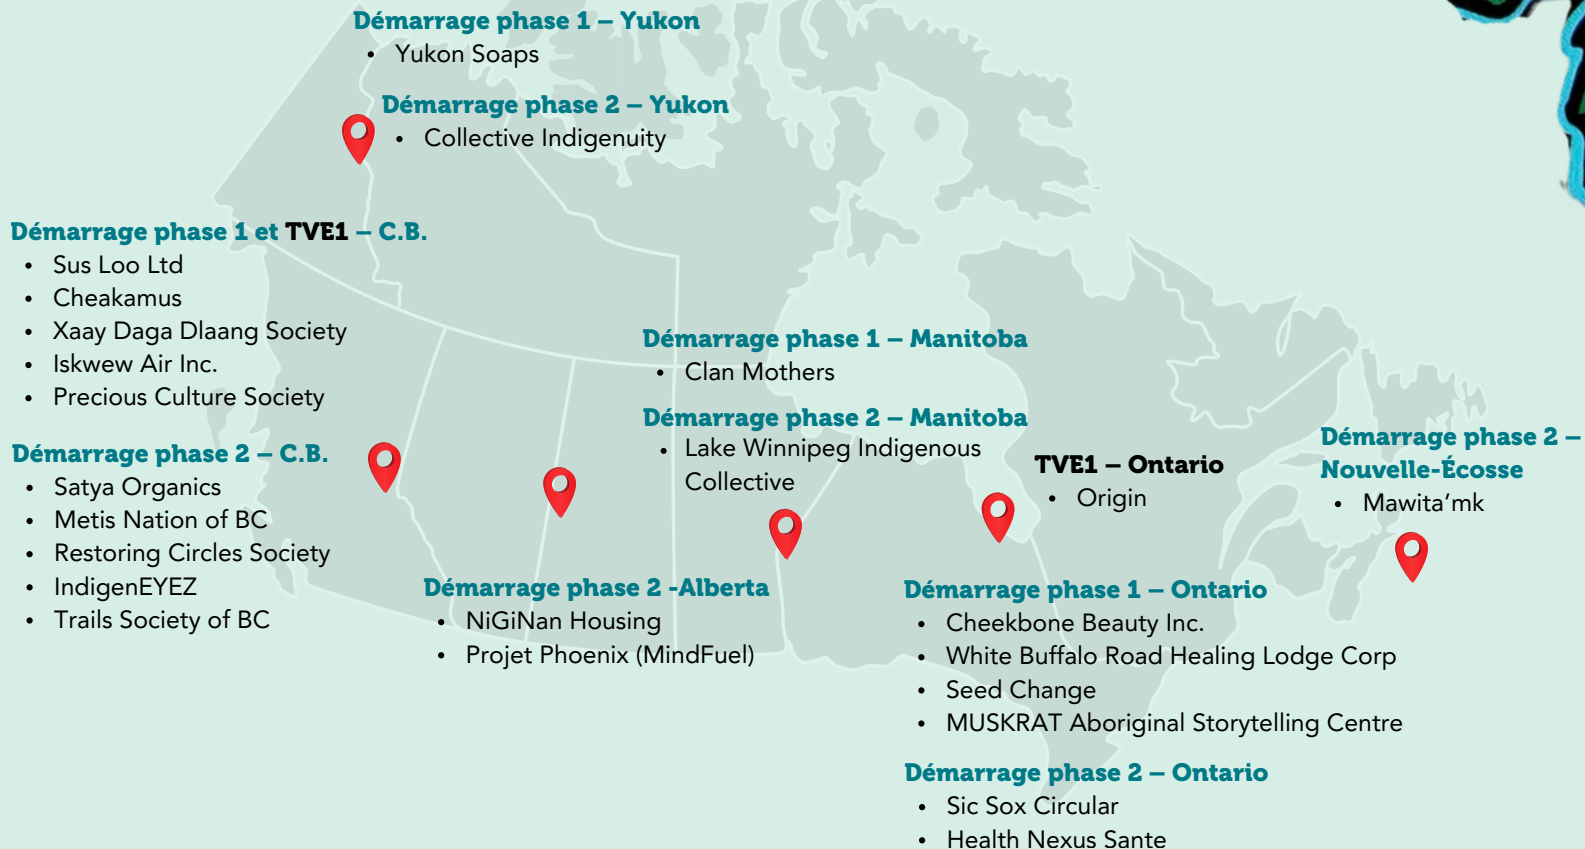 Démarrage phase 1 – Yukon
• Yukon Soaps
Démarrage phase 2 – Yukon
• Collective Indigenuity
Démarrage phase 1 et TVE1 – C.B.
• Sus Loo Ltd
• Cheakamus
• Xaay Daga Dlaang Society
• Iskwew Air Inc.
• Precious Culture Society
Démarrage phase 2 – C.B.
• Satya Organics
• Metis Nation of BC
• Restoring Circles Society
• IndigenEYEZ
• Trails Society of BC
Démarrage phase 2 -Alberta
• NiGiNan Housing
• Projet Phoenix (MindFuel)
Démarrage phase 1 – Manitoba
• Clan Mothers
Démarrage phase 2 – Manitoba
• Lake Winnipeg Indigenous
Collective
TVE1 – Ontario
• Origin
Démarrage phase 1 – Ontario
• Cheekbone Beauty Inc.
• White Buffalo Road Healing Lodge Corp
• Seed Change
• MUSKRAT Aboriginal Storytelling Centre
Démarrage phase 2 – Ontario
• Sic Sox Circular
• Health Nexus Sante
Démarrage phase 2 –
Nouvelle-Écosse
• Mawita’mk